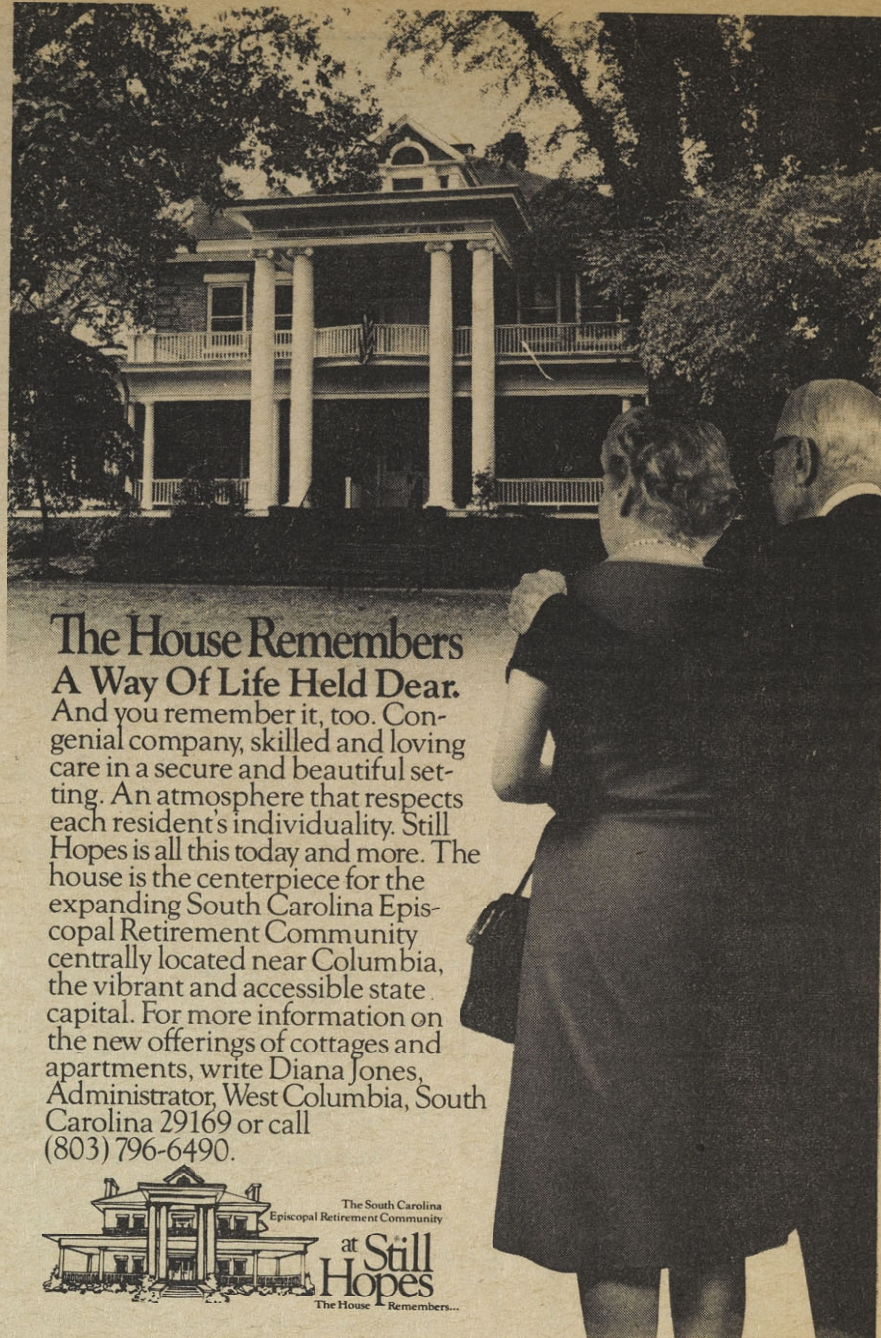 The House Remembers
A Way Of Life Held Dear.
And you remember it, too. Con-
genial company, skilled and loving
care in a secure and beautiful set-
ting. An atmosphere that respects
each resident's individuality. Still
Hopes is all this today and more. The
house is the centerpiece for the
expanding South Carolina Epis-
copal Retirement Community
centrally located near Columbia,
the vibrant and accessible state
capital. For more information on
the new offerings of cottages and
apartments, write Diana Jones,
Administrator, West Columbia, South
Carolina 29169 or call
(803) 796-6490.
The South Carolina
Episcopal Retirement Community
at Still
Hopes
The House Remembers...